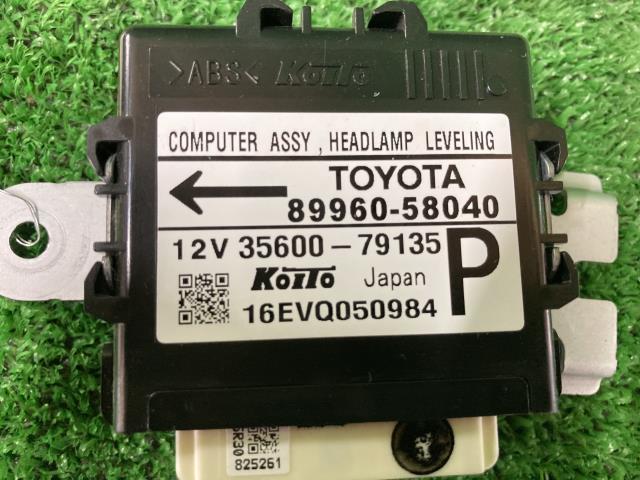 >ABS< KOITO
COMPUTER ASSY , HEADLAMP LEVELING
TOYOTA
89960-58040
12V 35600-79135
KOITO Japan P
16EVQ050984
825261